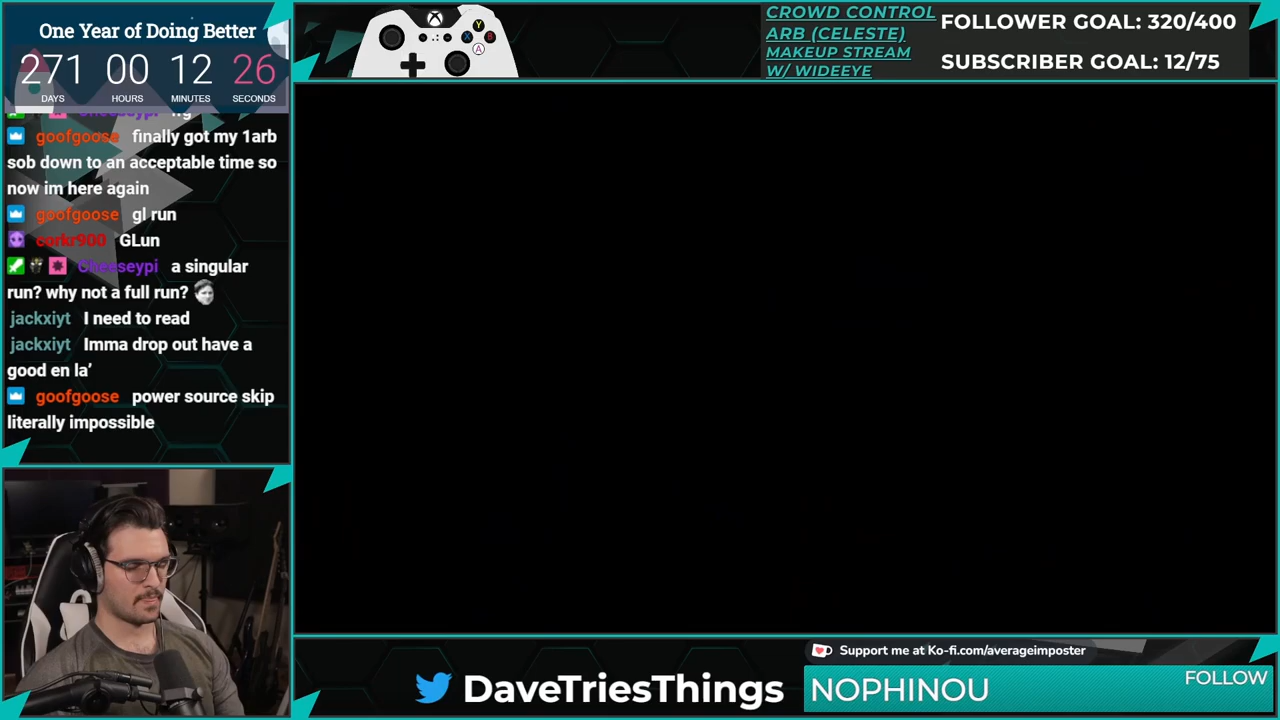 One Year of Doing Better
271 00 12 26
DAYS HOURS MINUTES SECONDS
goofgoose finally got my 1arb
sob down to an acceptable time so
now im here again
goofgoose gl run
corkr900 GLun
Cheeseypi a singular
run? why not a full run?
jackxiyt I need to read
jackxiyt Imma drop out have a
good en la’
goofgoose power source skip
literally impossible
Y
X B
A
CROWD CONTROL
ARB (CELESTE)
MAKEUP STREAM
W/ WIDEEYE
FOLLOWER GOAL: 320/400
SUBSCRIBER GOAL: 12/75
DaveTriesThings
Support me at Ko-fi.com/averageimposter
NOPHINOU
FOLLOW